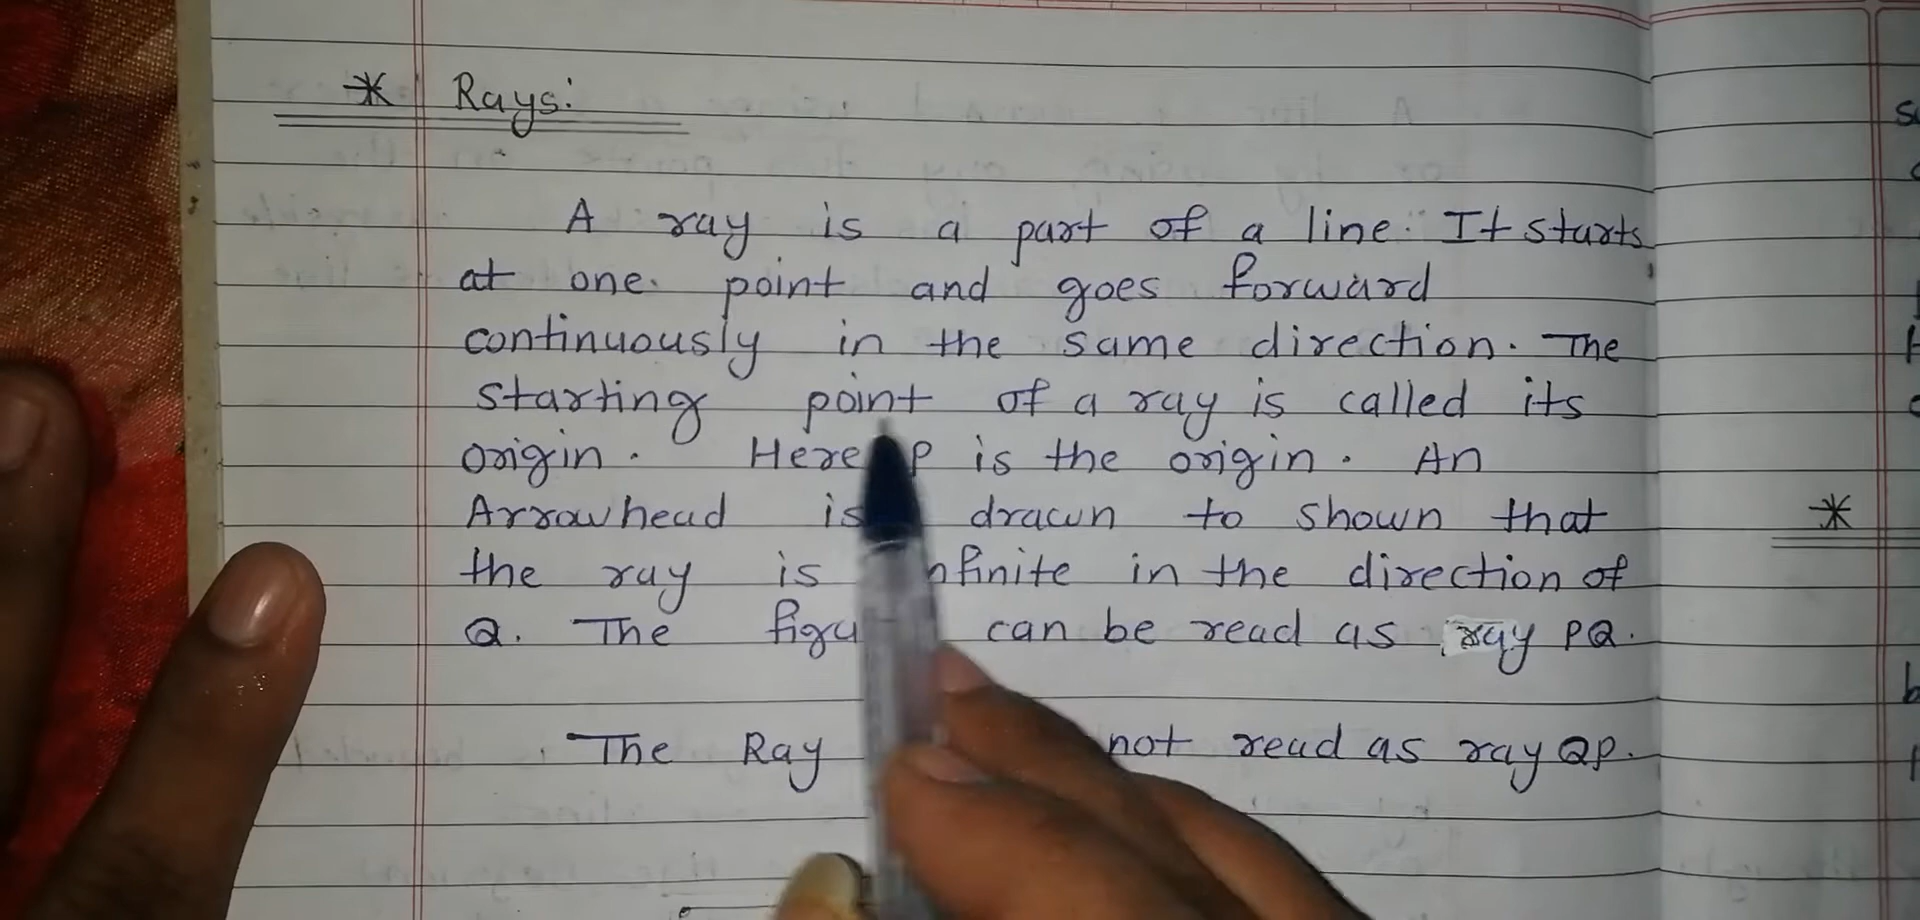 * Rays:
A ray is a part of a line. It starts
at one point and goes forward
continuously in the same direction. The
starting point of a ray is called its
origin. Here P is the origin. An
Arrowhead is drawn to shown that
the ray is nfinite in the direction of
Q. The figu can be read as ray PQ.
The Ray not read as ray QP.
*